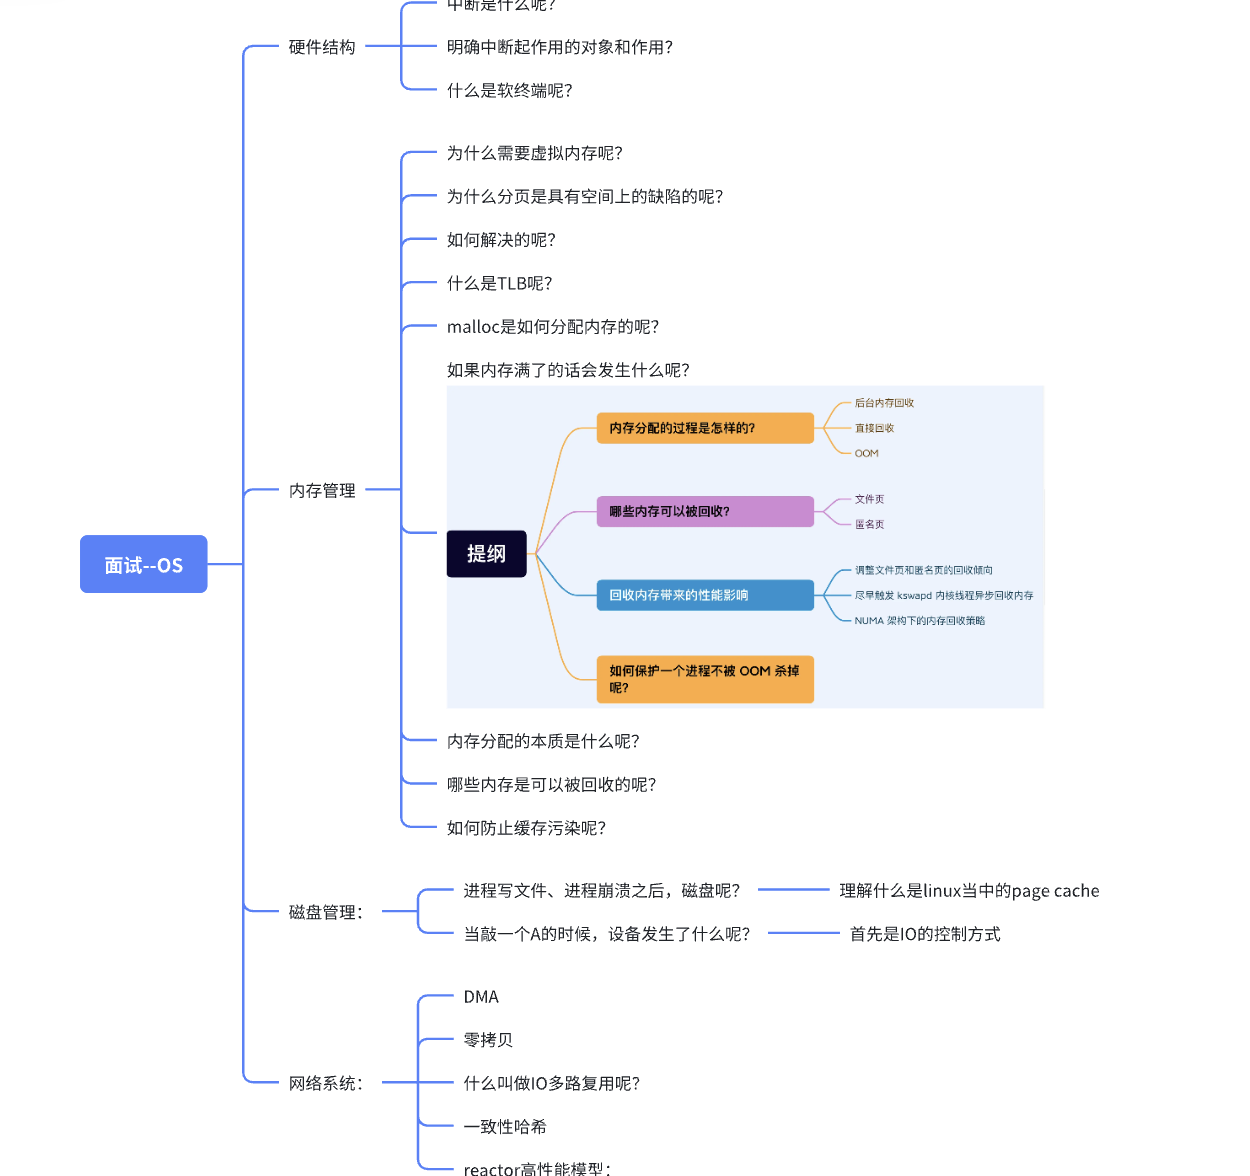 中断是什么呢？
硬件结构
明确中断起作用的对象和作用？
什么是软终端呢？
为什么需要虚拟内存呢？
为什么分页是具有空间上的缺陷的呢？
如何解决的呢？
什么是TLB呢？
malloc是如何分配内存的呢？
如果内存满了的话会发生什么呢？
内存分配的过程是怎样的？
后台内存回收
直接回收
OOM
哪些内存可以被回收？
文件页
匿名页
内存管理
提纲
回收内存带来的性能影响
调整文件页和匿名页的回收倾向
尽早触发 kswapd 内核线程异步回收内存
NUMA 架构下的内存回收策略
如何保护一个进程不被 OOM 杀掉
呢？
面试--OS
内存分配的本质是什么呢？
哪些内存是可以被回收的呢？
如何防止缓存污染呢？
磁盘管理：
进程写文件、进程崩溃之后，磁盘呢？
理解什么是linux当中的page cache
当敲一个A的时候，设备发生了什么呢？
首先是IO的控制方式
网络系统：
DMA
零拷贝
什么叫做IO多路复用呢？
一致性哈希
reactor高性能模型：